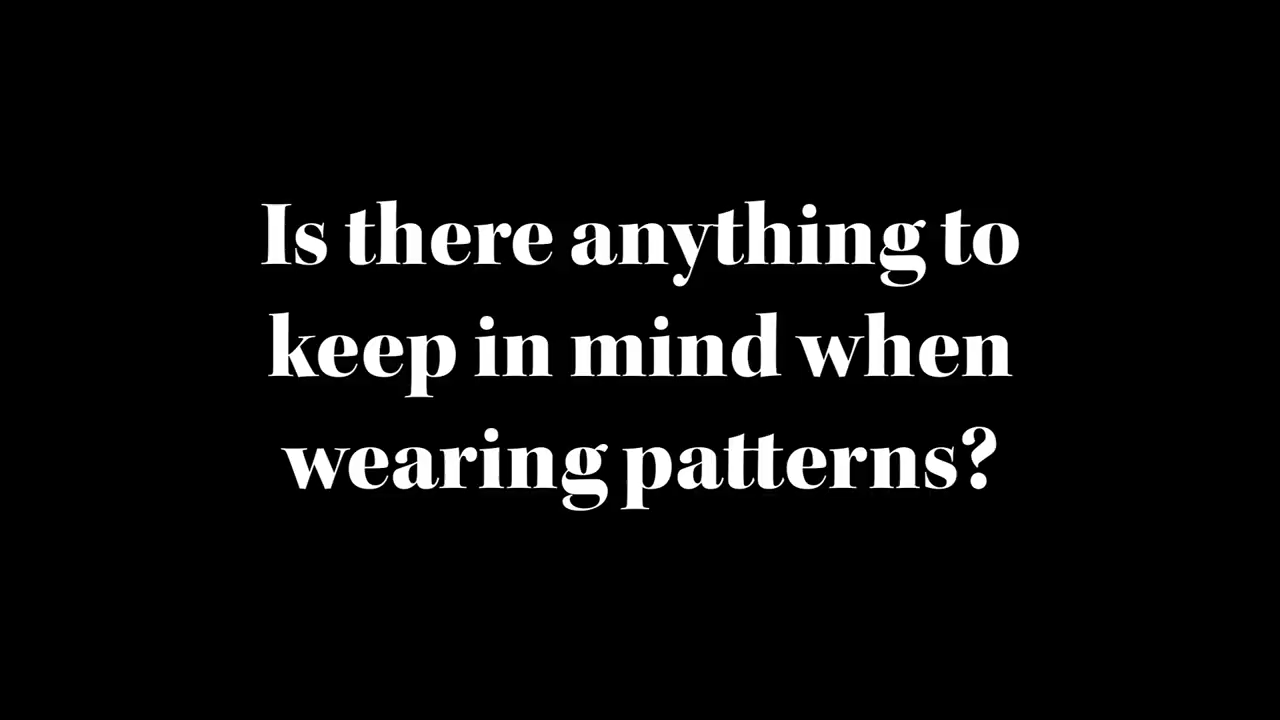 Is there anything to
keep in mind when
wearing patterns?